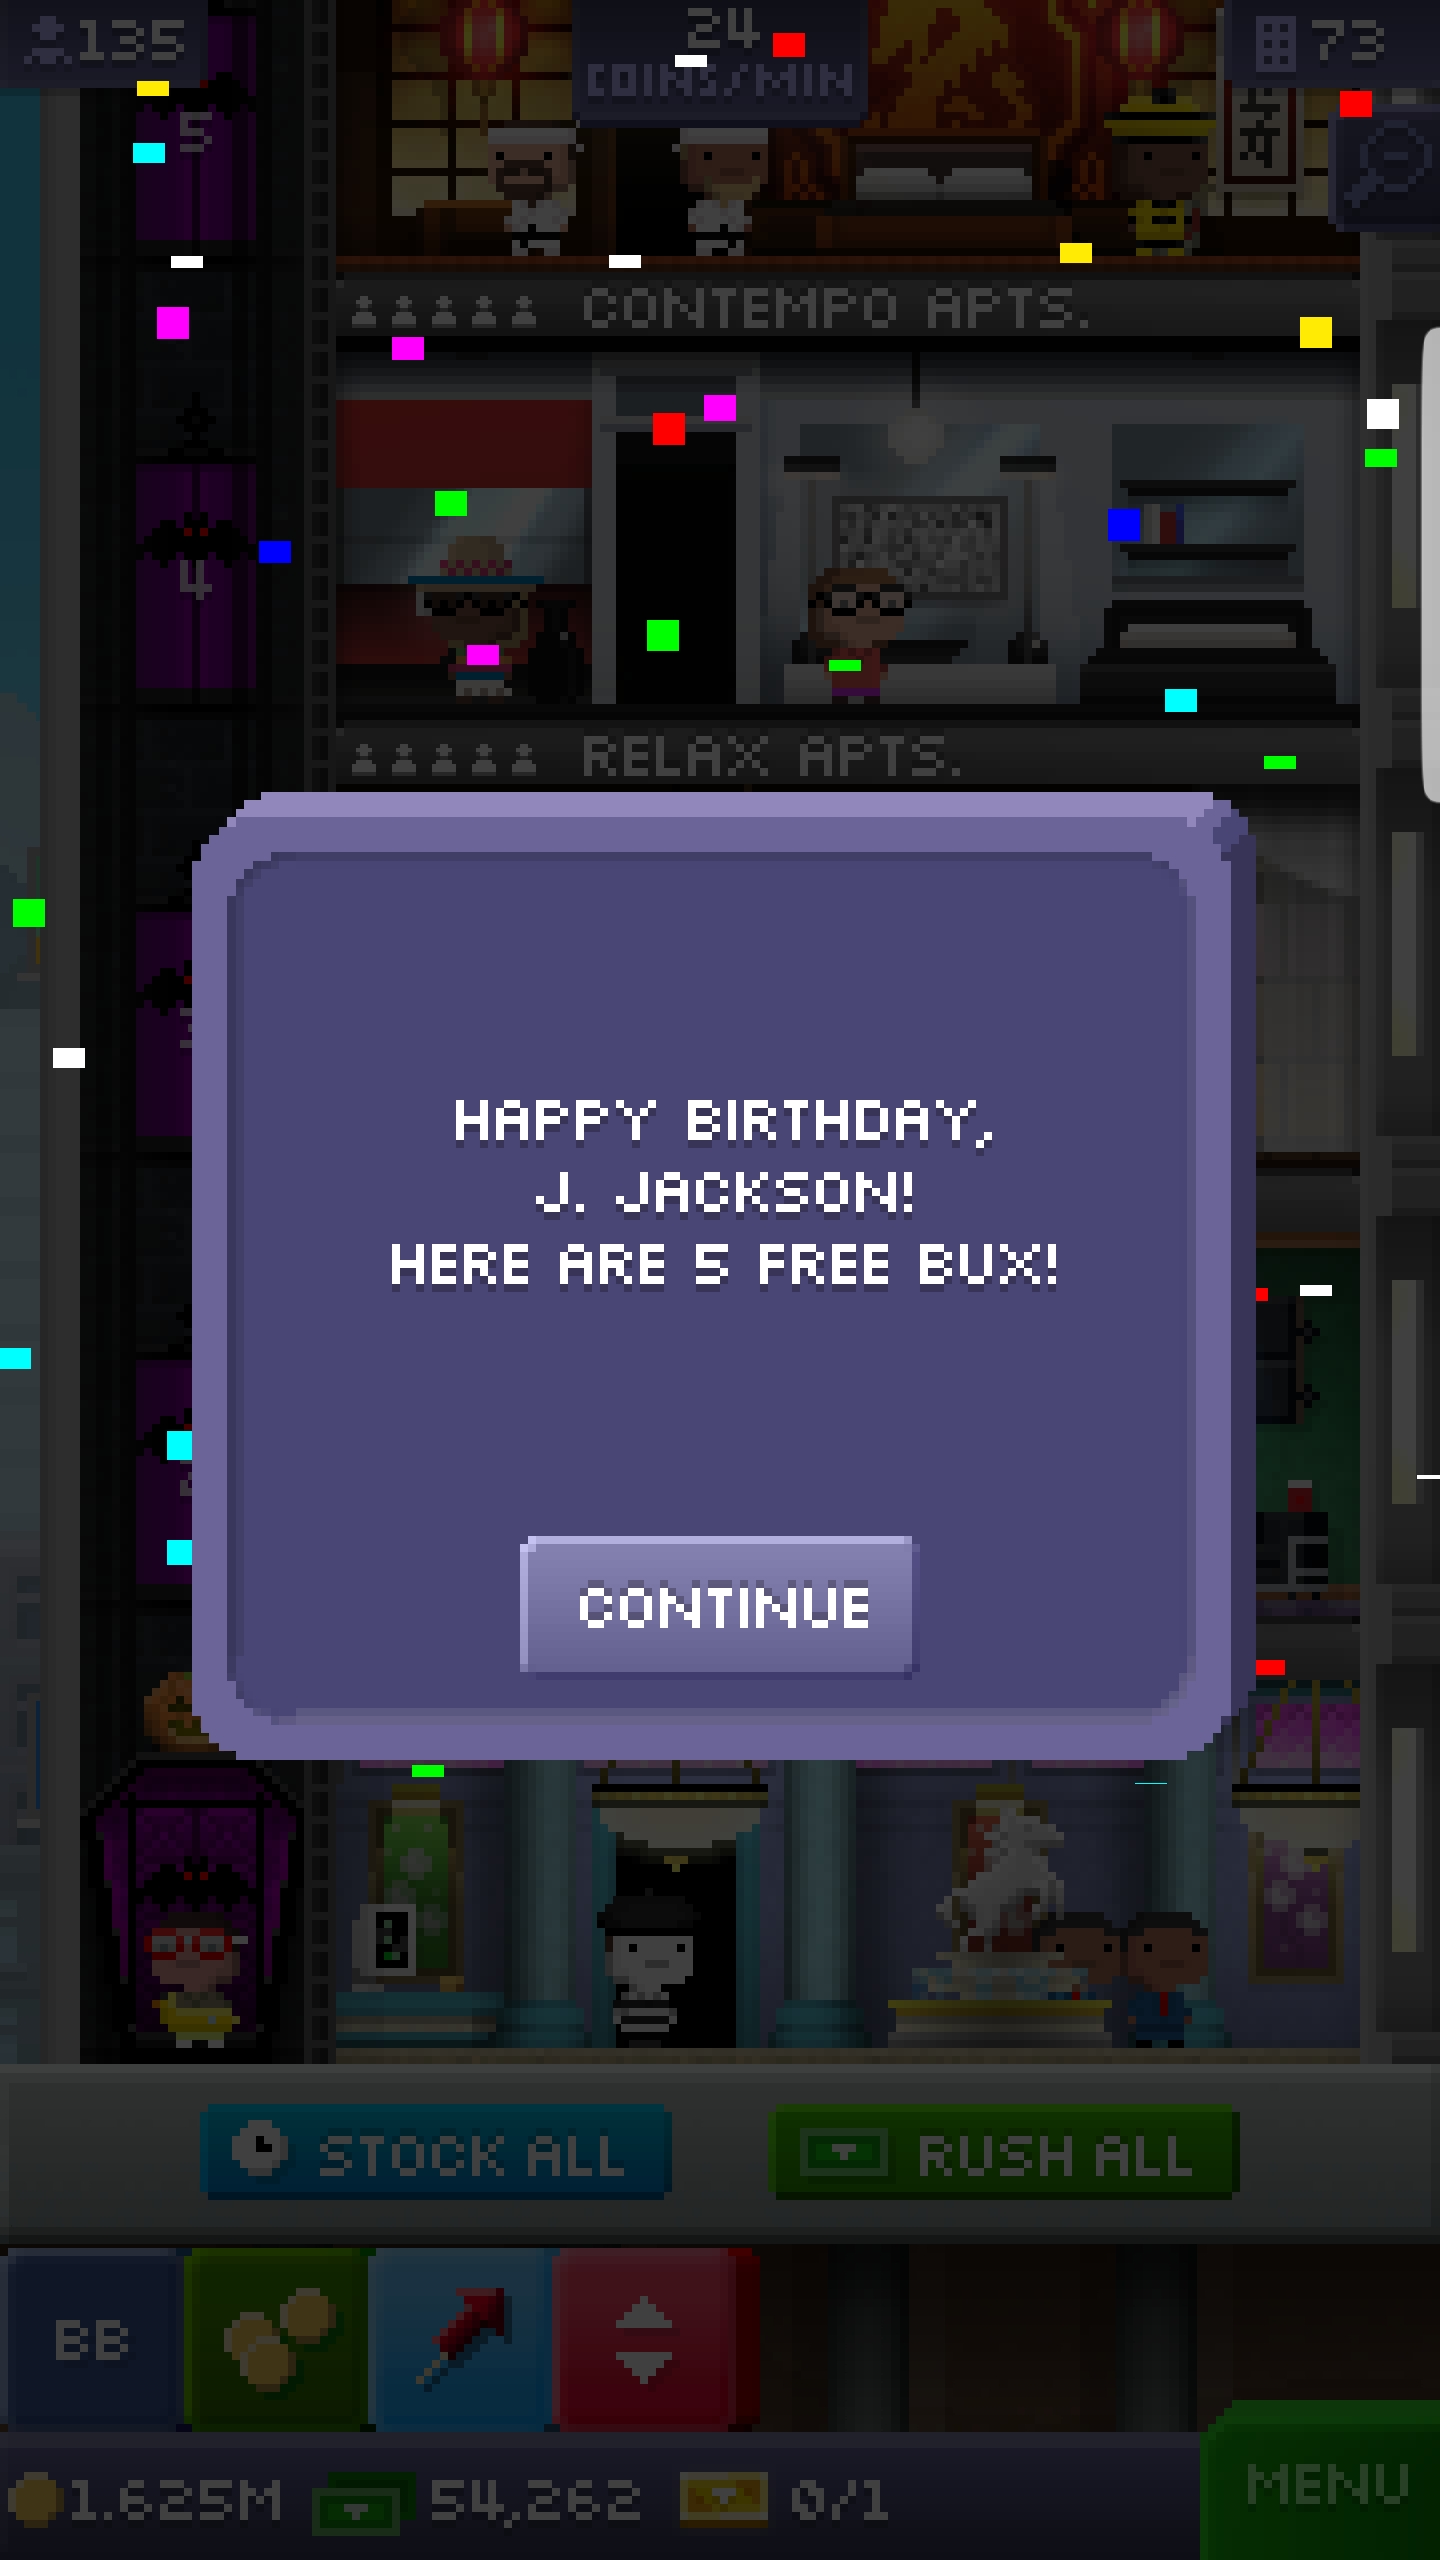 135
24
COINS/MIN
73
5
CONTEMPO APTS.
4
RELAX APTS.
HAPPY BIRTHDAY,
J. JACKSON!
HERE ARE 5 FREE BUX!
CONTINUE
STOCK ALL
RUSH ALL
BB
1.625M
54,262
0/1
MENU